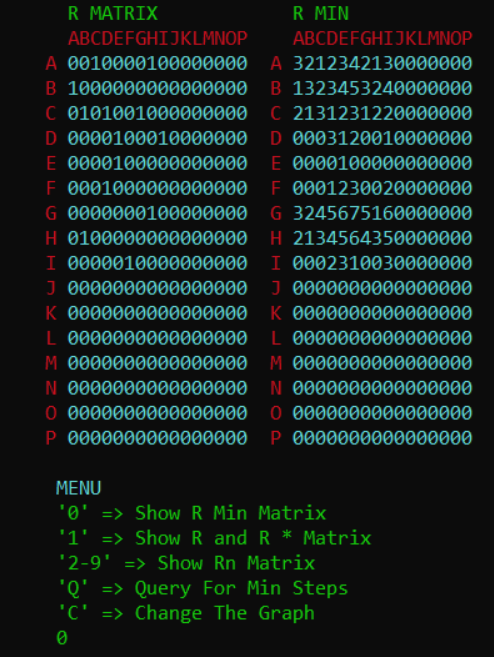 R MATRIX R MIN
ABCDEFGHIJKLMNOP ABCDEFGHIJKLMNOP
A 0010000100000000 A 3212342130000000
B 1000000000000000 B 1323453240000000
C 0101001000000000 C 2131231220000000
D 0000100010000000 D 0003120010000000
E 0000100000000000 E 0000100000000000
F 0001000000000000 F 0001230020000000
G 0000000100000000 G 3245675160000000
H 0100000000000000 H 2134564350000000
I 0000010000000000 I 0002310030000000
J 0000000000000000 J 0000000000000000
K 0000000000000000 K 0000000000000000
L 0000000000000000 L 0000000000000000
M 0000000000000000 M 0000000000000000
N 0000000000000000 N 0000000000000000
O 0000000000000000 O 0000000000000000
P 0000000000000000 P 0000000000000000
MENU
'0' => Show R Min Matrix
'1' => Show R and R * Matrix
'2-9' => Show Rn Matrix
'Q' => Query For Min Steps
'C' => Change The Graph
0